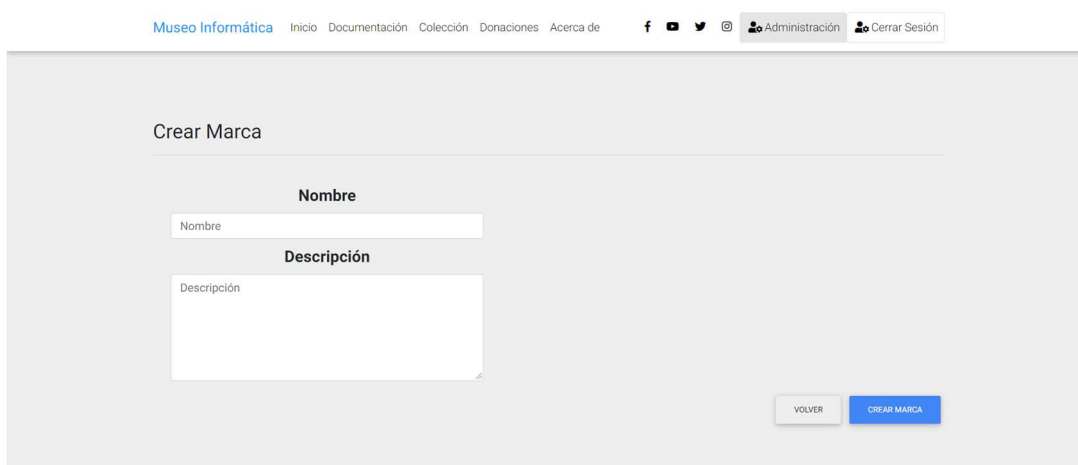 Museo Informática Inicio Documentación Colección Donaciones Acerca de Administración Cerrar Sesión
Crear Marca
Nombre
Nombre
Descripción
Descripción
VOLVER CREAR MARCA